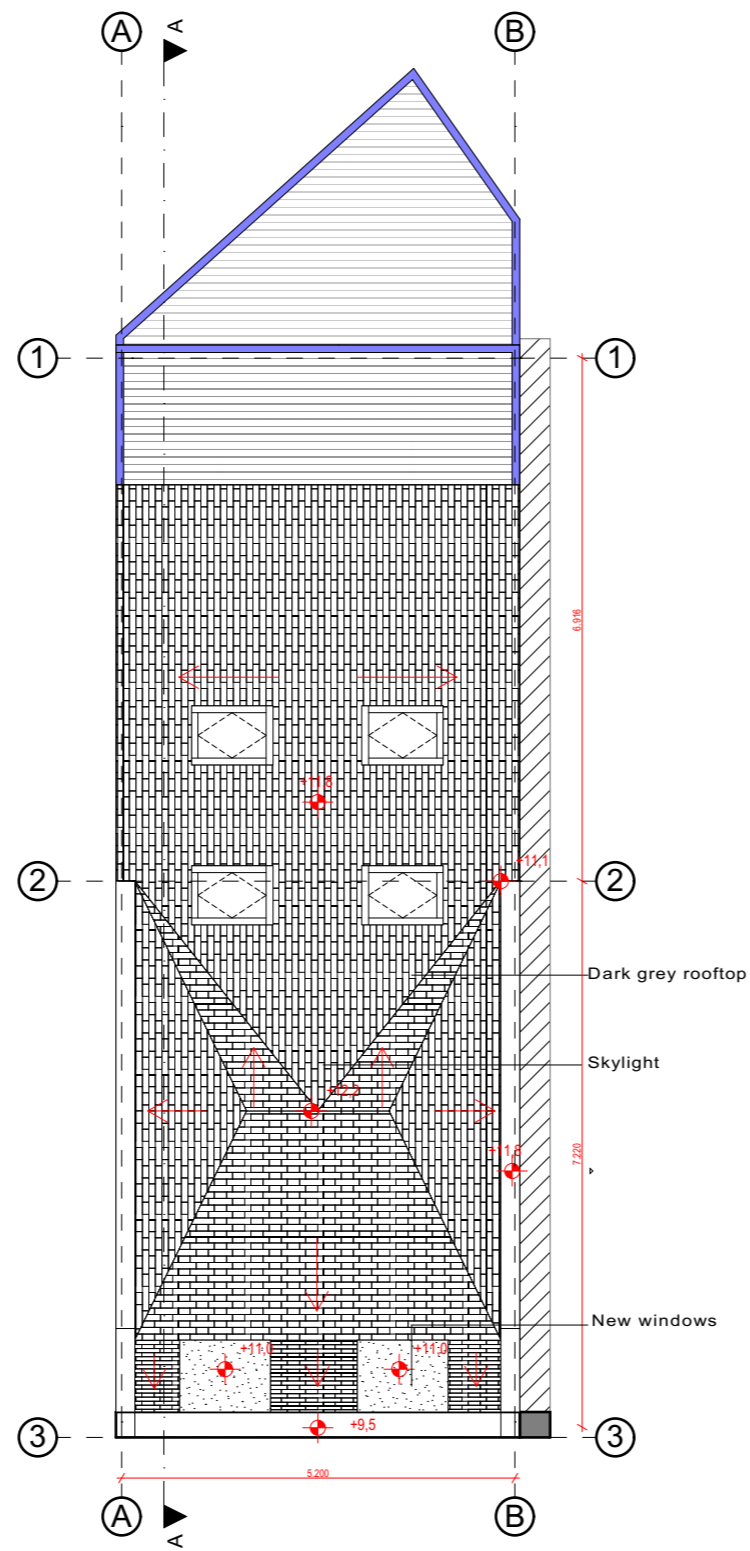 A
A
B
1
1
6.916
+11,8
+11,1
2
2
Dark grey rooftop
Skylight
+12,3
+11,8
7.220
New windows
+11,0
+11,0
+9,5
3
3
5.200
A
A
B